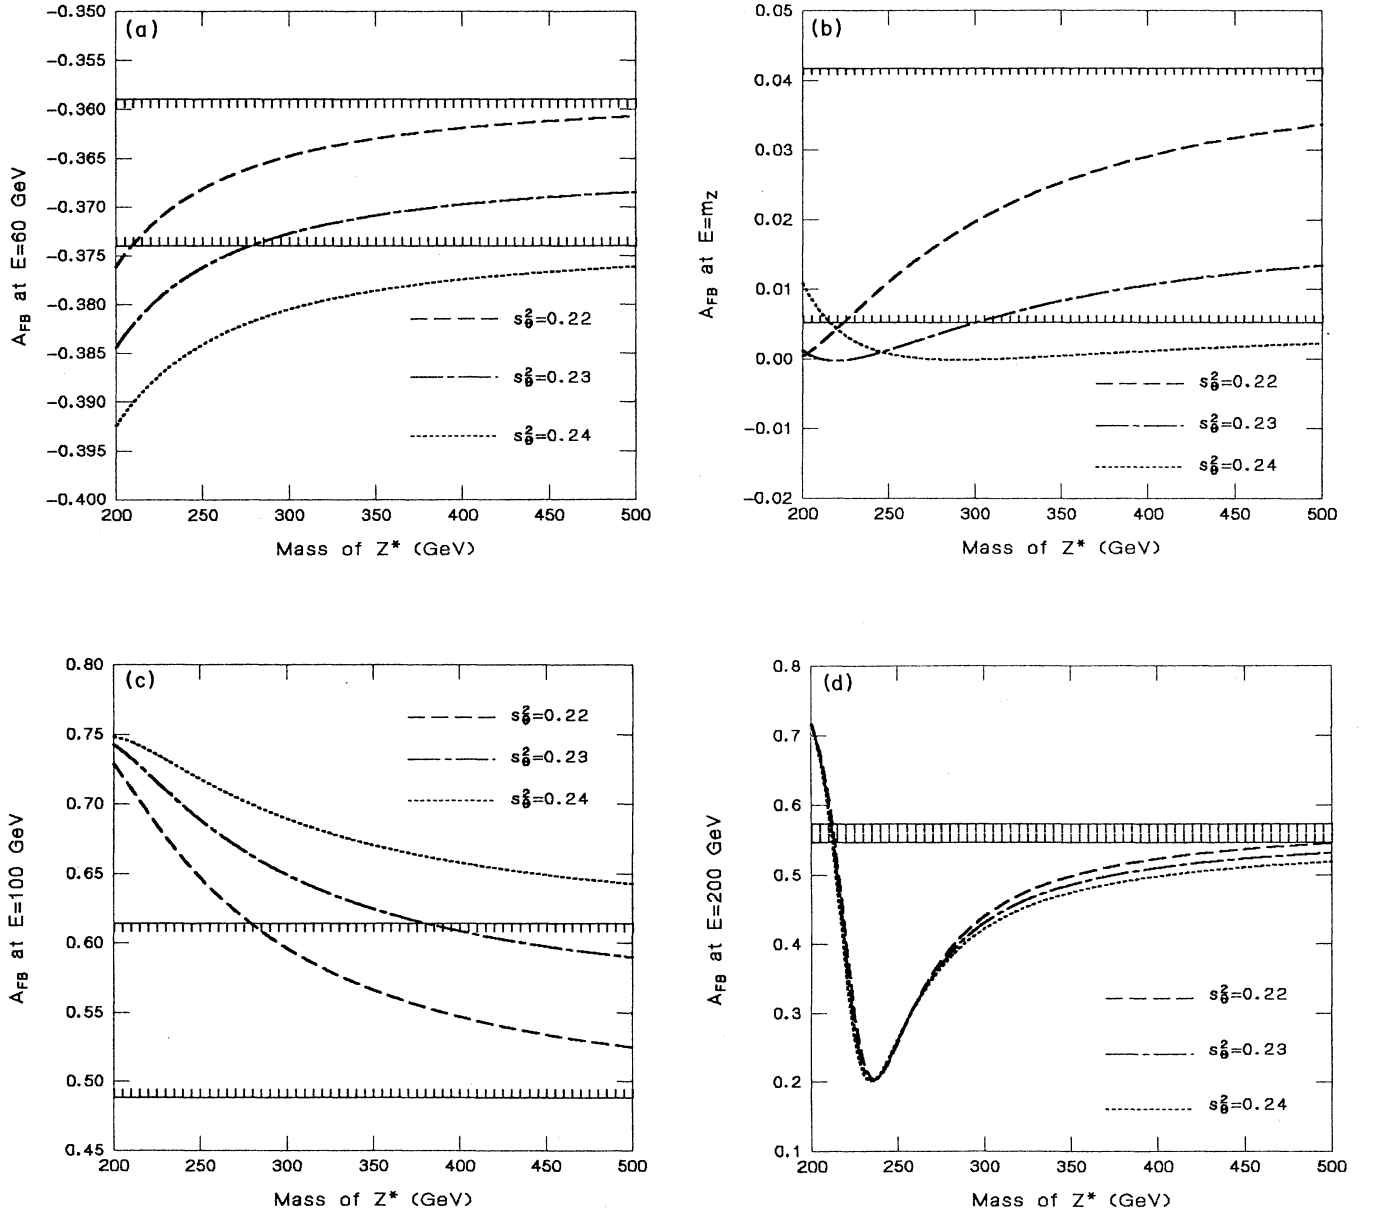 (a)
-0.350
-0.355
-0.360
-0.365
-0.370
-0.375
-0.380
-0.385
-0.390
-0.395
-0.400
A_FB at E=60 GeV
s²_θ=0.22
s²_θ=0.23
s²_θ=0.24
200 250 300 350 400 450 500
Mass of Z* (GeV)
(b)
0.05
0.04
0.03
0.02
0.01
0.00
-0.01
-0.02
A_FB at E=m_Z
s²_θ=0.22
s²_θ=0.23
s²_θ=0.24
200 250 300 350 400 450 500
Mass of Z* (GeV)
(c)
0.80
0.75
0.70
0.65
0.60
0.55
0.50
0.45
A_FB at E=100 GeV
s²_θ=0.22
s²_θ=0.23
s²_θ=0.24
200 250 300 350 400 450 500
Mass of Z* (GeV)
(d)
0.8
0.7
0.6
0.5
0.4
0.3
0.2
0.1
A_FB at E=200 GeV
s²_θ=0.22
s²_θ=0.23
s²_θ=0.24
200 250 300 350 400 450 500
Mass of Z* (GeV)